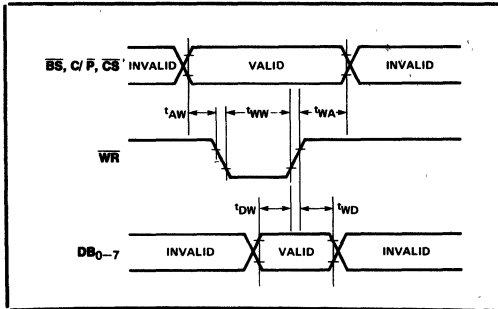 BS, C/P, CS INVALID VALID INVALID
tAW tWW tWA
WR
tDW tWD
DB0–7 INVALID VALID INVALID